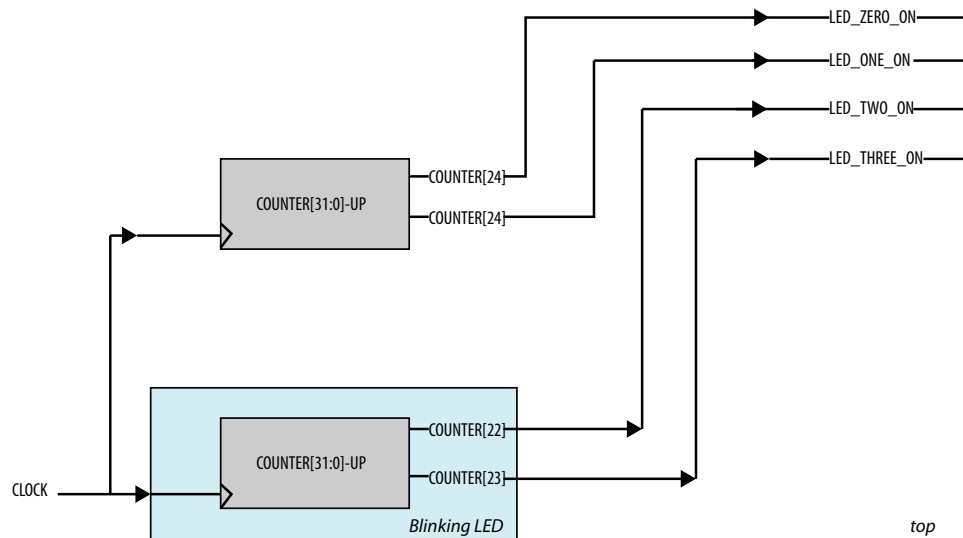 LED_ZERO_ON
LED_ONE_ON
LED_TWO_ON
LED_THREE_ON
COUNTER[31:0]-UP
COUNTER[24]
COUNTER[24]
COUNTER[31:0]-UP
COUNTER[22]
COUNTER[23]
CLOCK
Blinking LED
top